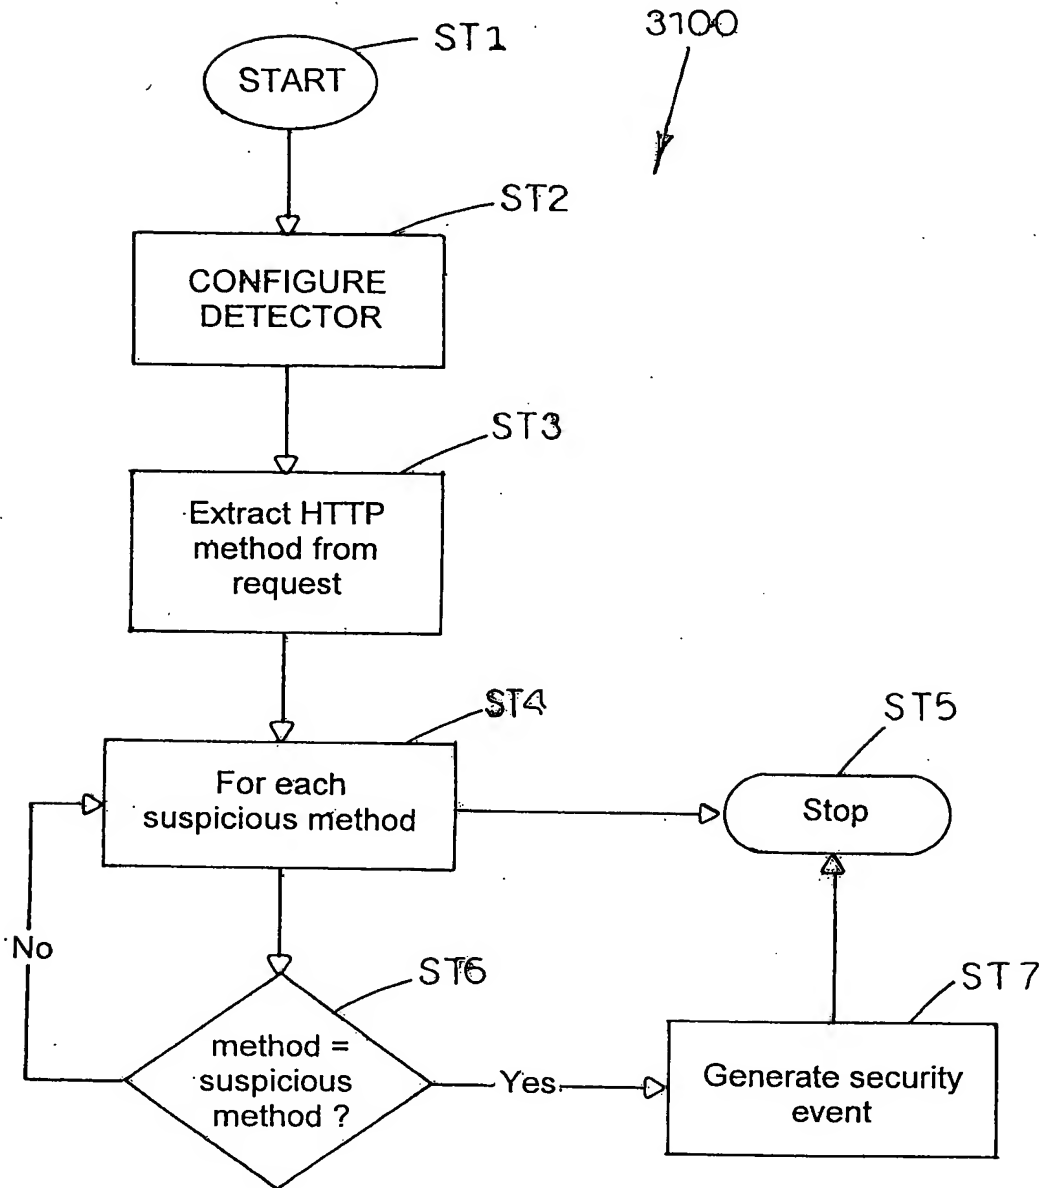 ST1
3100
START
ST2
CONFIGURE
DETECTOR
ST3
Extract HTTP
method from
request
ST4
ST5
For each
suspicious method
Stop
No
ST6
ST7
method =
suspicious
method ?
Yes
Generate security
event